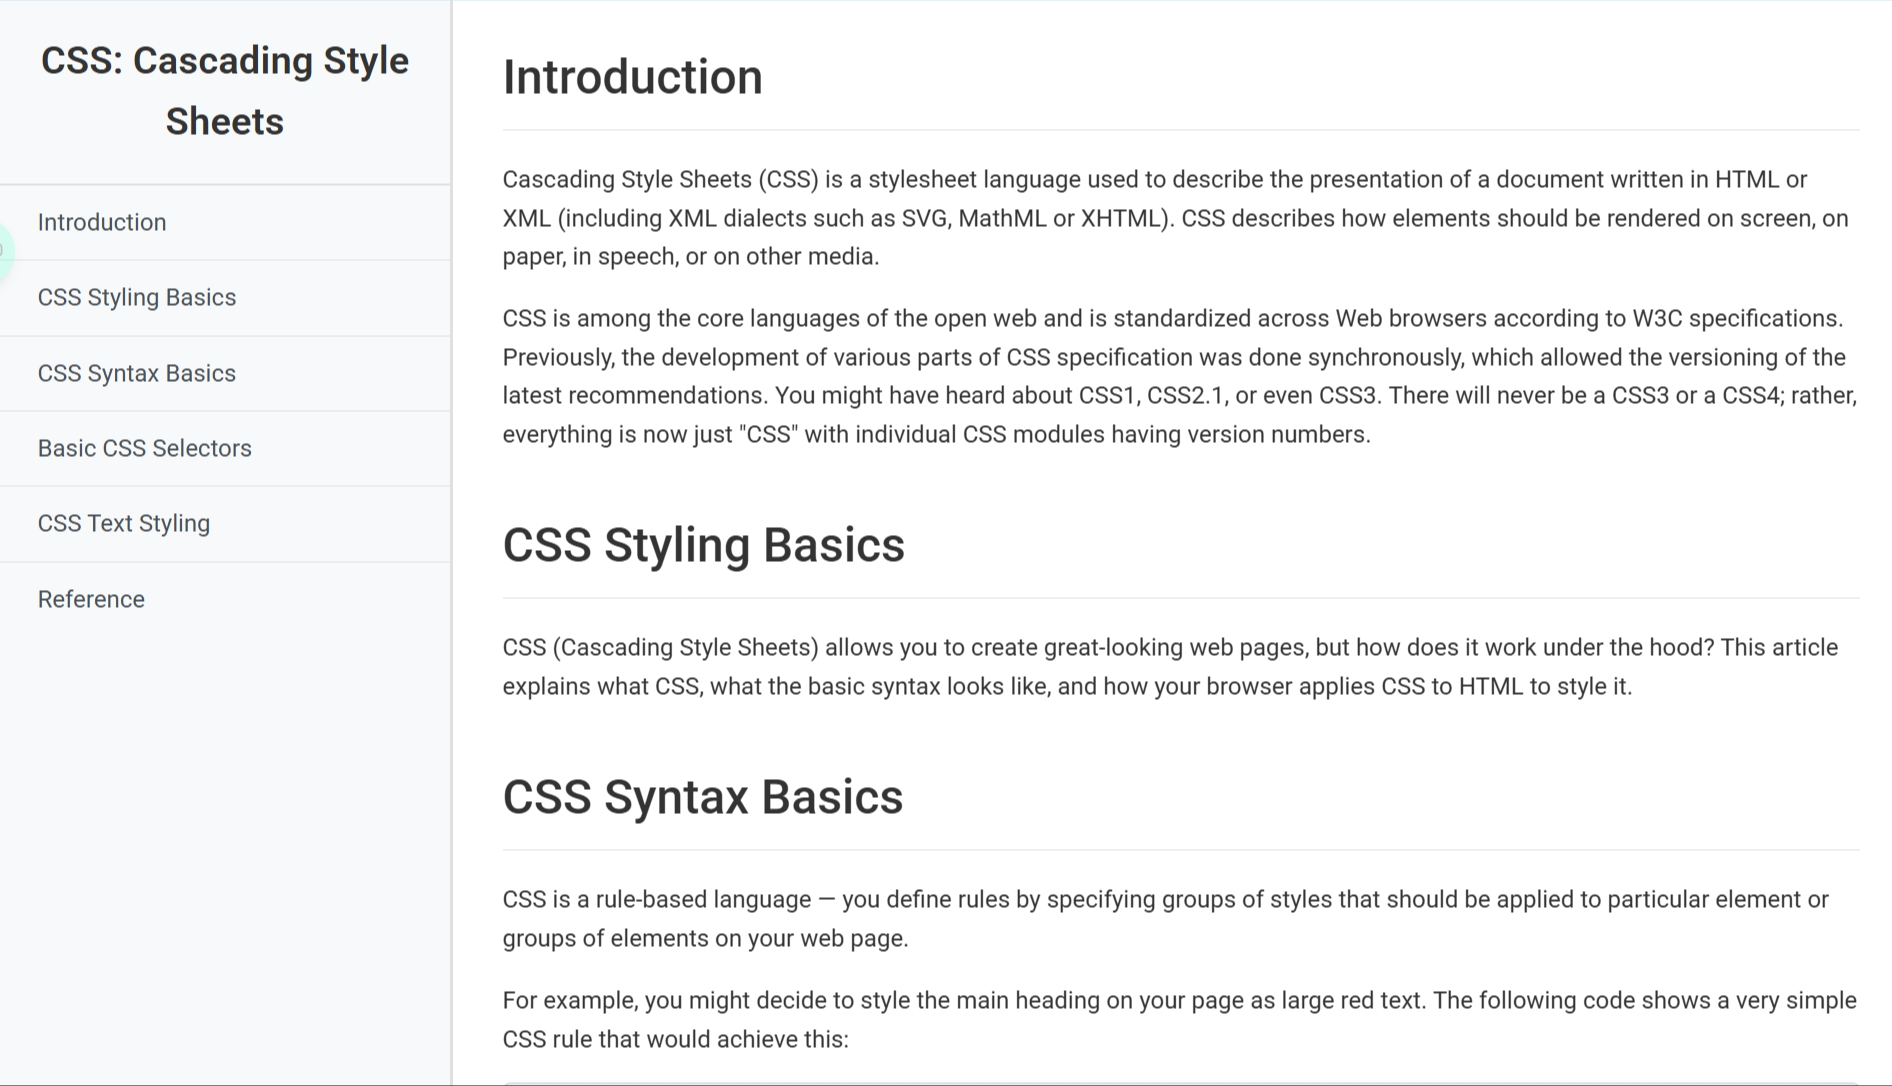 CSS: Cascading Style
Sheets
Introduction
CSS Styling Basics
CSS Syntax Basics
Basic CSS Selectors
CSS Text Styling
Reference
Introduction
Cascading Style Sheets (CSS) is a stylesheet language used to describe the presentation of a document written in HTML or
XML (including XML dialects such as SVG, MathML or XHTML). CSS describes how elements should be rendered on screen, on
paper, in speech, or on other media.
CSS is among the core languages of the open web and is standardized across Web browsers according to W3C specifications.
Previously, the development of various parts of CSS specification was done synchronously, which allowed the versioning of the
latest recommendations. You might have heard about CSS1, CSS2.1, or even CSS3. There will never be a CSS3 or a CSS4; rather,
everything is now just "CSS" with individual CSS modules having version numbers.
CSS Styling Basics
CSS (Cascading Style Sheets) allows you to create great-looking web pages, but how does it work under the hood? This article
explains what CSS, what the basic syntax looks like, and how your browser applies CSS to HTML to style it.
CSS Syntax Basics
CSS is a rule-based language — you define rules by specifying groups of styles that should be applied to particular element or
groups of elements on your web page.
For example, you might decide to style the main heading on your page as large red text. The following code shows a very simple
CSS rule that would achieve this: